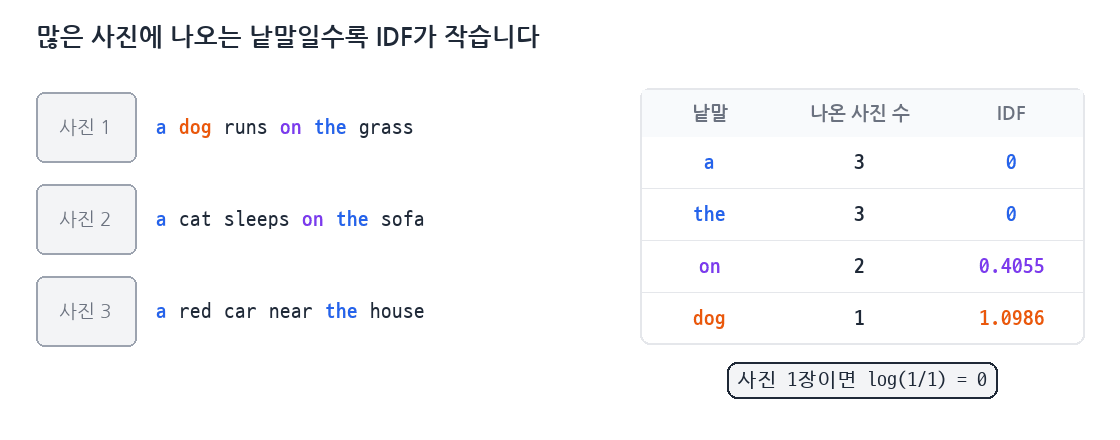 많은 사진에 나오는 낱말일수록 IDF가 작습니다
사진 1
a dog runs on the grass
사진 2
a cat sleeps on the sofa
사진 3
a red car near the house
낱말 나온 사진 수 IDF
a 3 0
the 3 0
on 2 0.4055
dog 1 1.0986
사진 1장이면 log(1/1) = 0